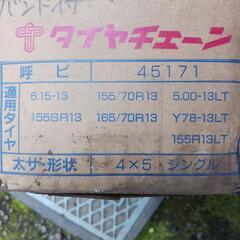 タイヤチェーン
呼ビ 45171
適用タイヤ
6.15-13 155/70R13 5.00-13LT
155SR13 165/70R13 Y78-13LT
155R13LT
太サ・形状 4×5・シングル